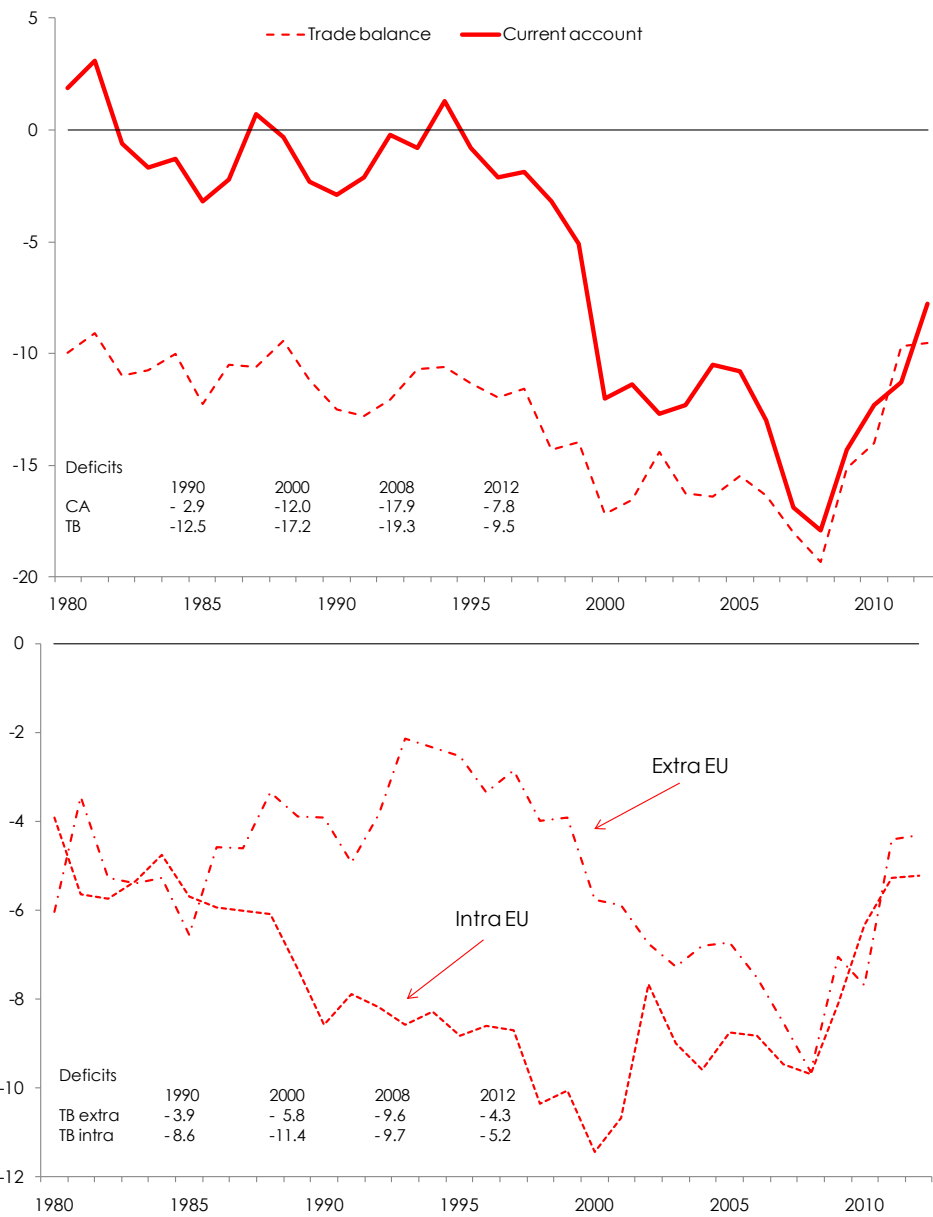 5
Trade balance Current account
0
-5
-10
-15
Deficits
1990 2000 2008 2012
CA - 2.9 -12.0 -17.9 - 7.8
TB -12.5 -17.2 -19.3 - 9.5
-20
1980 1985 1990 1995 2000 2005 2010
0
-2
Extra EU
-4
-6
Intra EU
-8
-10
Deficits
1990 2000 2008 2012
TB extra - 3.9 - 5.8 - 9.6 - 4.3
TB intra - 8.6 -11.4 - 9.7 - 5.2
-12
1980 1985 1990 1995 2000 2005 2010